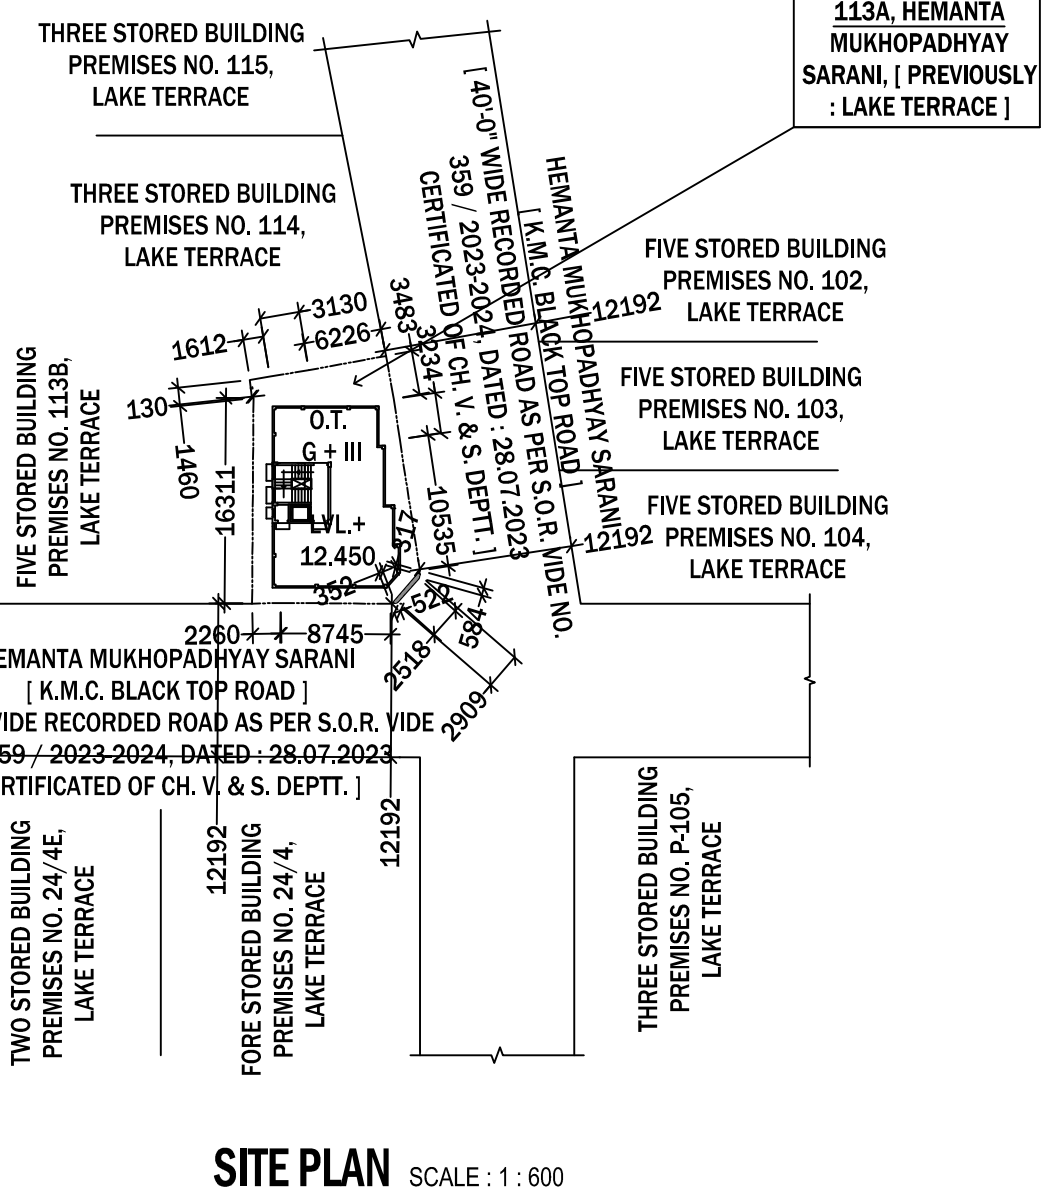 113A, HEMANTA
MUKHOPADHYAY
SARANI, [ PREVIOUSLY
: LAKE TERRACE ]
THREE STORED BUILDING
PREMISES NO. 115,
LAKE TERRACE
THREE STORED BUILDING
PREMISES NO. 114,
LAKE TERRACE
[ 40'-0" WIDE RECORDED ROAD AS PER S.O.R. VIDE NO.
359 / 2023-2024, DATED : 28.07.2023
CERTIFICATED OF CH. V. & S. DEPTT. ]
HEMANTA MUKHOPADHYAY SARANI
[ K.M.C. BLACK TOP ROAD ]
FIVE STORED BUILDING
PREMISES NO. 102,
LAKE TERRACE
FIVE STORED BUILDING
PREMISES NO. 103,
LAKE TERRACE
FIVE STORED BUILDING
PREMISES NO. 104,
LAKE TERRACE
FIVE STORED BUILDING
PREMISES NO. 113B,
LAKE TERRACE
3130
6226
1612
3483
3234
12192
130
1460
16311
10535
12192
O.T.
G + III
LVL.+
12.450
317
352
522
584
2518
2909
2260
8745
EMANTA MUKHOPADHYAY SARANI
[ K.M.C. BLACK TOP ROAD ]
VIDE RECORDED ROAD AS PER S.O.R. VIDE
59 / 2023-2024, DATED : 28.07.2023
RTIFICATED OF CH. V. & S. DEPTT. ]
12192
12192
TWO STORED BUILDING
PREMISES NO. 24/4E,
LAKE TERRACE
FORE STORED BUILDING
PREMISES NO. 24/4,
LAKE TERRACE
THREE STORED BUILDING
PREMISES NO. P-105,
LAKE TERRACE
SITE PLAN SCALE : 1 : 600